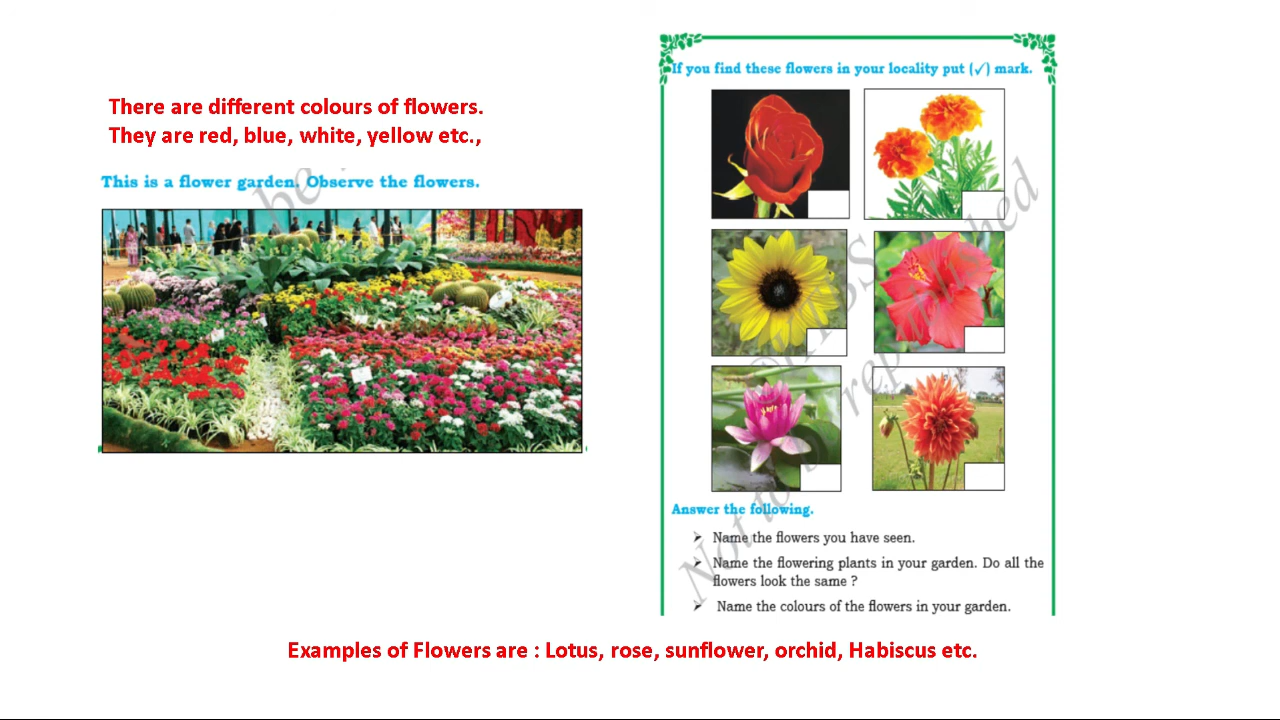 There are different colours of flowers.
They are red, blue, white, yellow etc.,
This is a flower garden. Observe the flowers.
If you find these flowers in your locality put (✓) mark.
Answer the following.
➢ Name the flowers you have seen.
➢ Name the flowering plants in your garden. Do all the
flowers look the same ?
➢ Name the colours of the flowers in your garden.
Examples of Flowers are : Lotus, rose, sunflower, orchid, Habiscus etc.